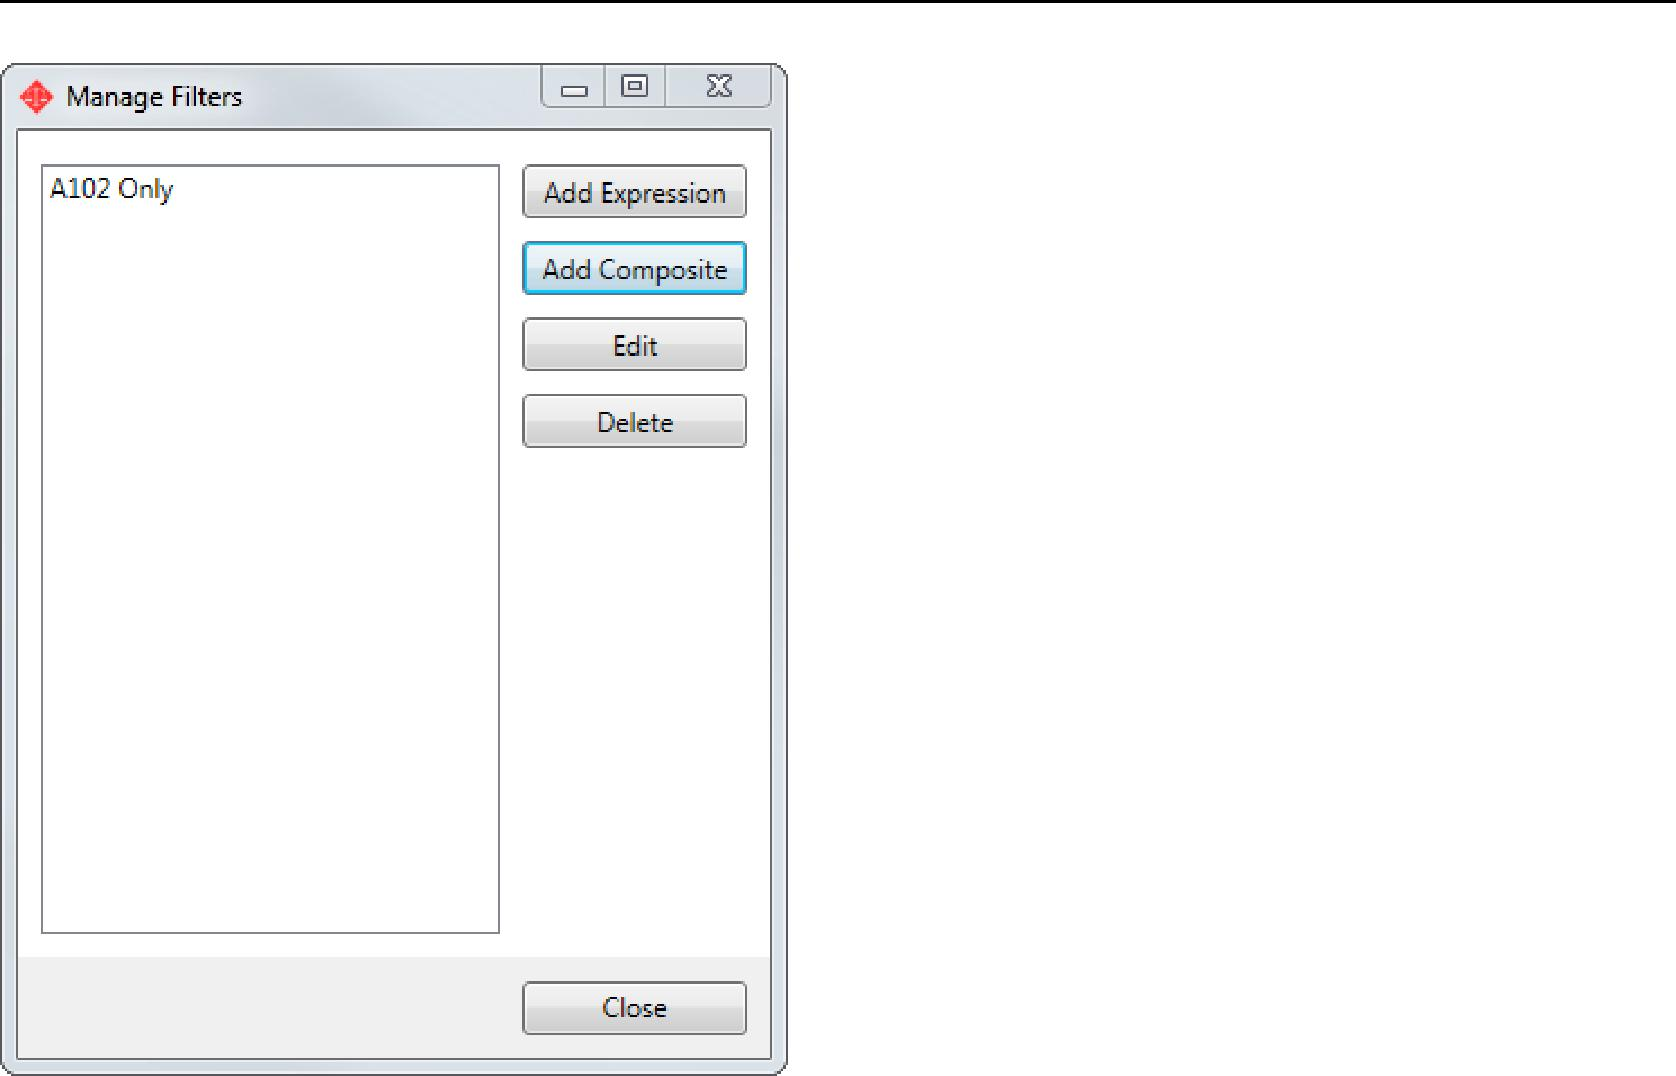 Manage Filters
A102 Only
Add Expression
Add Composite
Edit
Delete
Close